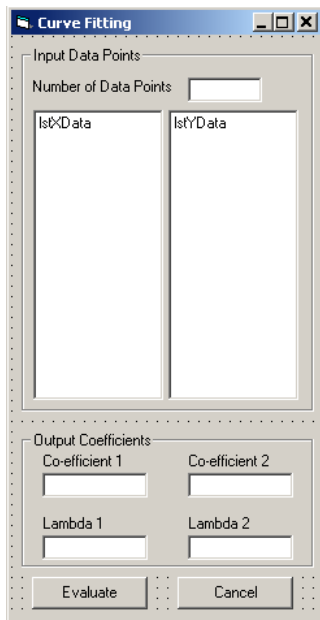 Curve Fitting
Input Data Points
Number of Data Points
lstXData lstYData
Output Coefficients
Co-efficient 1 Co-efficient 2
Lambda 1 Lambda 2
Evaluate Cancel